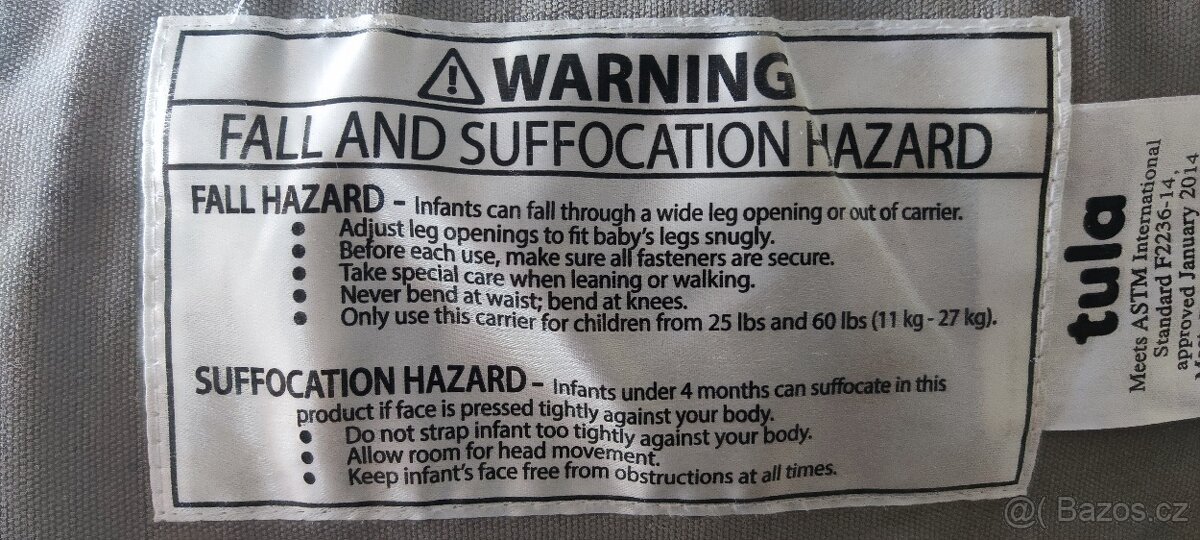 WARNING
FALL AND SUFFOCATION HAZARD
FALL HAZARD - Infants can fall through a wide leg opening or out of carrier.
• Adjust leg openings to fit baby's legs snugly.
• Before each use, make sure all fasteners are secure.
• Take special care when leaning or walking.
• Never bend at waist; bend at knees.
• Only use this carrier for children from 25 lbs and 60 lbs (11 kg - 27 kg).
SUFFOCATION HAZARD - Infants under 4 months can suffocate in this
product if face is pressed tightly against your body.
• Do not strap infant too tightly against your body.
• Allow room for head movement.
• Keep infant's face free from obstructions at all times.
tula
Meets ASTM International
Standard F2236-14,
approved January 2014
@( Bazos.cz